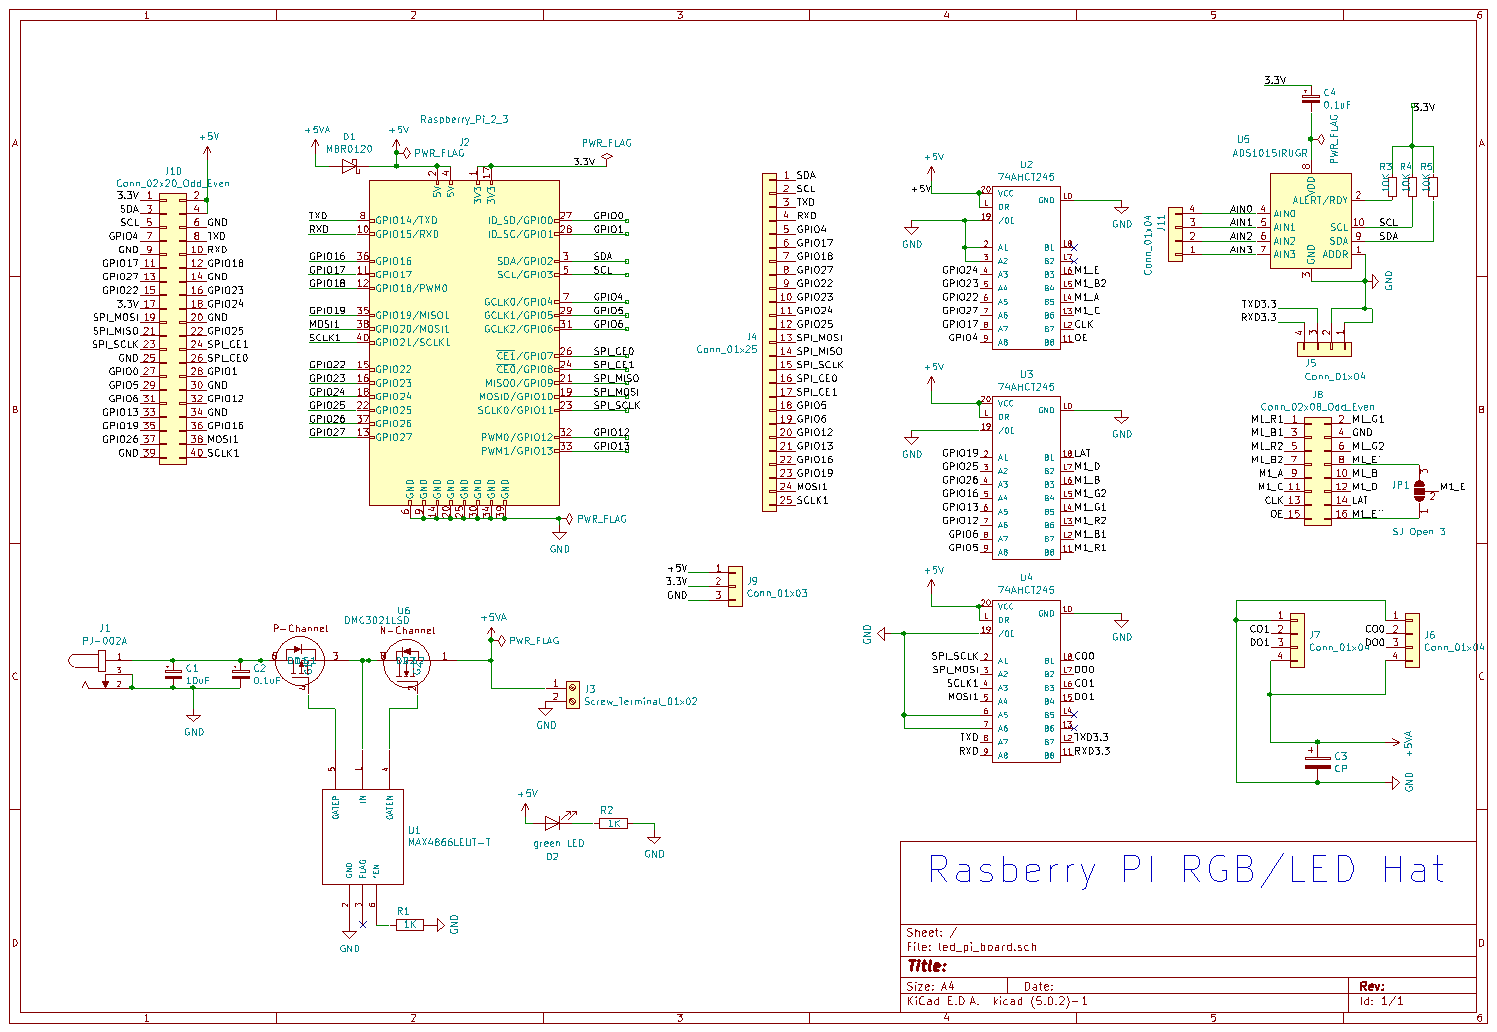 1 2 3 4 5 6
A
B
C
D
J10
Conn_02x20_Odd_Even
+5V
3.3V 1 2
SDA 3 4
SCL 5 6 GND
GPIO4 7 8 TXD
GND 9 10 RXD
GPIO17 11 12 GPIO18
GPIO27 13 14 GND
GPIO22 15 16 GPIO23
3.3V 17 18 GPIO24
SPI_MOSI 19 20 GND
SPI_MISO 21 22 GPIO25
SPI_SCLK 23 24 SPI_CE1
GND 25 26 SPI_CE0
GPIO0 27 28 GPIO1
GPIO5 29 30 GND
GPIO6 31 32 GPIO12
GPIO13 33 34 GND
GPIO19 35 36 GPIO16
GPIO26 37 38 MOSI1
GND 39 40 SCLK1
+5VA
D1
MBR0120
+5V
PWR_FLAG
Raspberry_Pi_2_3
J2
3.3V
PWR_FLAG
2 4 1 17
5V 5V 3V3 3V3
TXD 8 GPIO14/TXD
RXD 10 GPIO15/RXD
GPIO16 36 GPIO16
GPIO17 11 GPIO17
GPIO18 12 GPIO18/PWM0
GPIO19 35 GPIO19/MISO1
MOSI1 38 GPIO20/MOSI1
SCLK1 40 GPIO21/SCLK1
GPIO22 15 GPIO22
GPIO23 16 GPIO23
GPIO24 18 GPIO24
GPIO25 22 GPIO25
GPIO26 37 GPIO26
GPIO27 13 GPIO27
ID_SD/GPIO0 27 GPIO0
ID_SC/GPIO1 28 GPIO1
SDA/GPIO2 3 SDA
SCL/GPIO3 5 SCL
GCLK0/GPIO4 7 GPIO4
GCLK1/GPIO5 29 GPIO5
GCLK2/GPIO6 31 GPIO6
CE1/GPIO7 26 SPI_CE0
CE0/GPIO8 24 SPI_CE1
MISO0/GPIO9 21 SPI_MISO
MOSI0/GPIO10 19 SPI_MOSI
SCLK0/GPIO11 23 SPI_SCLK
PWM0/GPIO12 32 GPIO12
PWM1/GPIO13 33 GPIO13
GND GND GND GND GND GND GND GND
6 9 14 20 25 30 34 39
PWR_FLAG
GND
J4
Conn_01x25
1 SDA
2 SCL
3 TXD
4 RXD
5 GPIO4
6 GPIO17
7 GPIO18
8 GPIO27
9 GPIO22
10 GPIO23
11 GPIO24
12 GPIO25
13 SPI_MOSI
14 SPI_MISO
15 SPI_SCLK
16 SPI_CE0
17 SPI_CE1
18 GPIO5
19 GPIO6
20 GPIO12
21 GPIO13
22 GPIO16
23 GPIO19
24 MOSI1
25 SCLK1
+5V 1
3.3V 2
GND 3
J9
Conn_01x03
+5V
+5V
U2
74AHCT245
20 VCC
1 DR
19 /OE
GND 10
GND
GND
2 A1 B1 18
3 A2 B2 17
GPIO24 4 A3 B3 16 M1_E
GPIO23 5 A4 B4 15 M1_B2
GPIO22 6 A5 B5 14 M1_A
GPIO27 7 A6 B6 13 M1_C
GPIO17 8 A7 B7 12 CLK
GPIO4 9 A8 B8 11 OE
+5V
U3
74AHCT245
20 VCC
1 DR
19 /OE
GND 10
GND
GND
GPIO19 2 A1 B1 18 LAT
GPIO25 3 A2 B2 17 M1_D
GPIO26 4 A3 B3 16 M1_B
GPIO16 5 A4 B4 15 M1_G2
GPIO13 6 A5 B5 14 M1_G1
GPIO12 7 A6 B6 13 M1_R2
GPIO6 8 A7 B7 12 M1_B1
GPIO5 9 A8 B8 11 M1_R1
+5V
U4
74AHCT245
20 VCC
1 DR
19 /OE
GND 10
GND
GND
SPI_SCLK 2 A1 B1 18 CO0
SPI_MOSI 3 A2 B2 17 DO0
SCLK1 4 A3 B3 16 CO1
MOSI1 5 A4 B4 15 DO1
6 A5 B5 14
7 A6 B6 13
TXD 8 A7 B7 12 TXD3.3
RXD 9 A8 B8 11 RXD3.3
3.3V
C4
0.1uF
PWR_FLAG
3.3V
U5
ADS1015IRUGR
8
VDD
R3 R4 R5
10K 10K 10K
ALERT/RDY 2
J11
Conn_01x04
4 AIN0 4 AIN0
3 AIN1 5 AIN1
2 AIN2 6 AIN2
1 AIN3 7 AIN3
SCL 10 SCL
SDA 9 SDA
ADDR 1
GND
3
GND
TXD3.3
RXD3.3
4 3 2 1
J5
Conn_01x04
J8
Conn_02x08_Odd_Even
M1_R1 1 2 M1_G1
M1_B1 3 4 GND
M1_R2 5 6 M1_G2
M1_B2 7 8 M1_E'
M1_A 9 10 M1_B
M1_C 11 12 M1_D
CLK 13 14 LAT
OE 15 16 M1_E''
JP1
3
2
1
M1_E
SJ Open 3
1
CO1 2
DO1 3
4
J7
Conn_01x04
1
CO0 2
DO0 3
4
J6
Conn_01x04
+5VA
C3
CP
GND
J1
PJ-002A
1
3
2
C1
10uF
C2
0.1uF
GND
P-Channel
5 3
4
U6
DMC3021LSD
N-Channel
3 1
2
+5VA
PWR_FLAG
1
2
J3
Screw_Terminal_01x02
GND
5 1 4
GATEP IN GATEN
U1
MAX4866LEUT-T
GND FLAG 'EN
2 3 6
R1
1K
GND
GND
+5V
green LED
D2
R2
1K
GND
Rasberry PI RGB/LED Hat
Sheet: /
File: led_pi_board.sch
Title:
Size: A4 Date: Rev:
KiCad E.D.A. kicad (5.0.2)-1 Id: 1/1
1 2 3 4 5 6